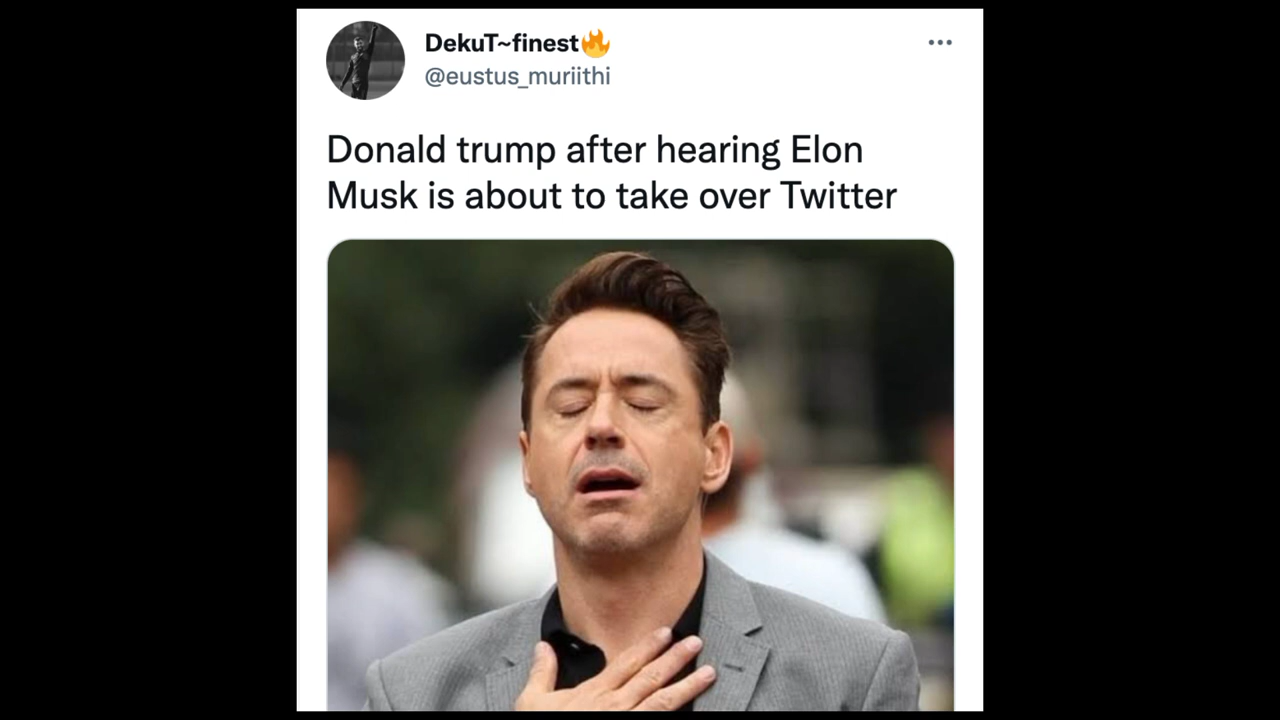 DekuT~finest🔥
@eustus_muriithi
Donald trump after hearing Elon
Musk is about to take over Twitter